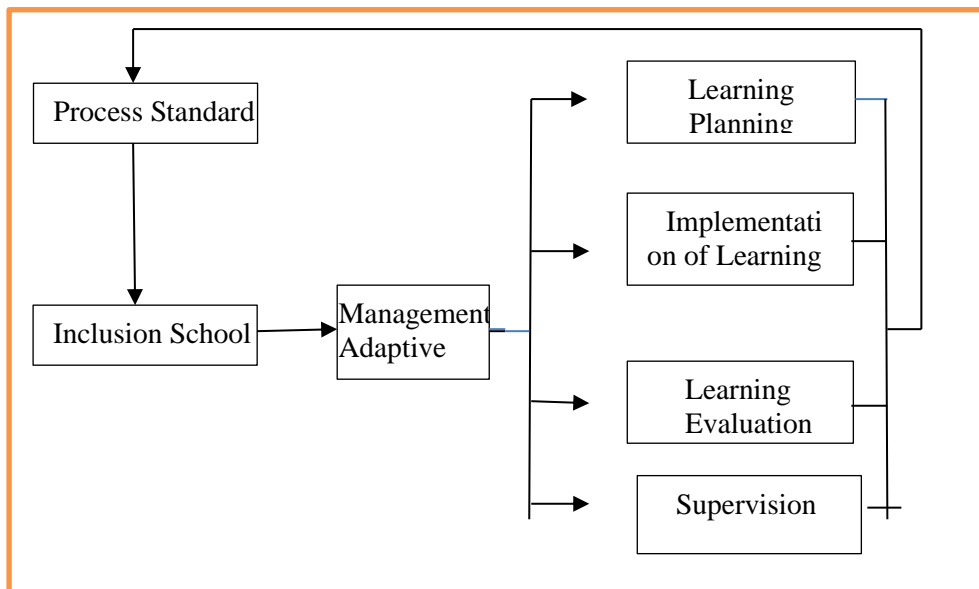 Process Standard
Learning
Planning
Implementati
on of Learning
Inclusion School
Management
Adaptive
Learning
Evaluation
Supervision